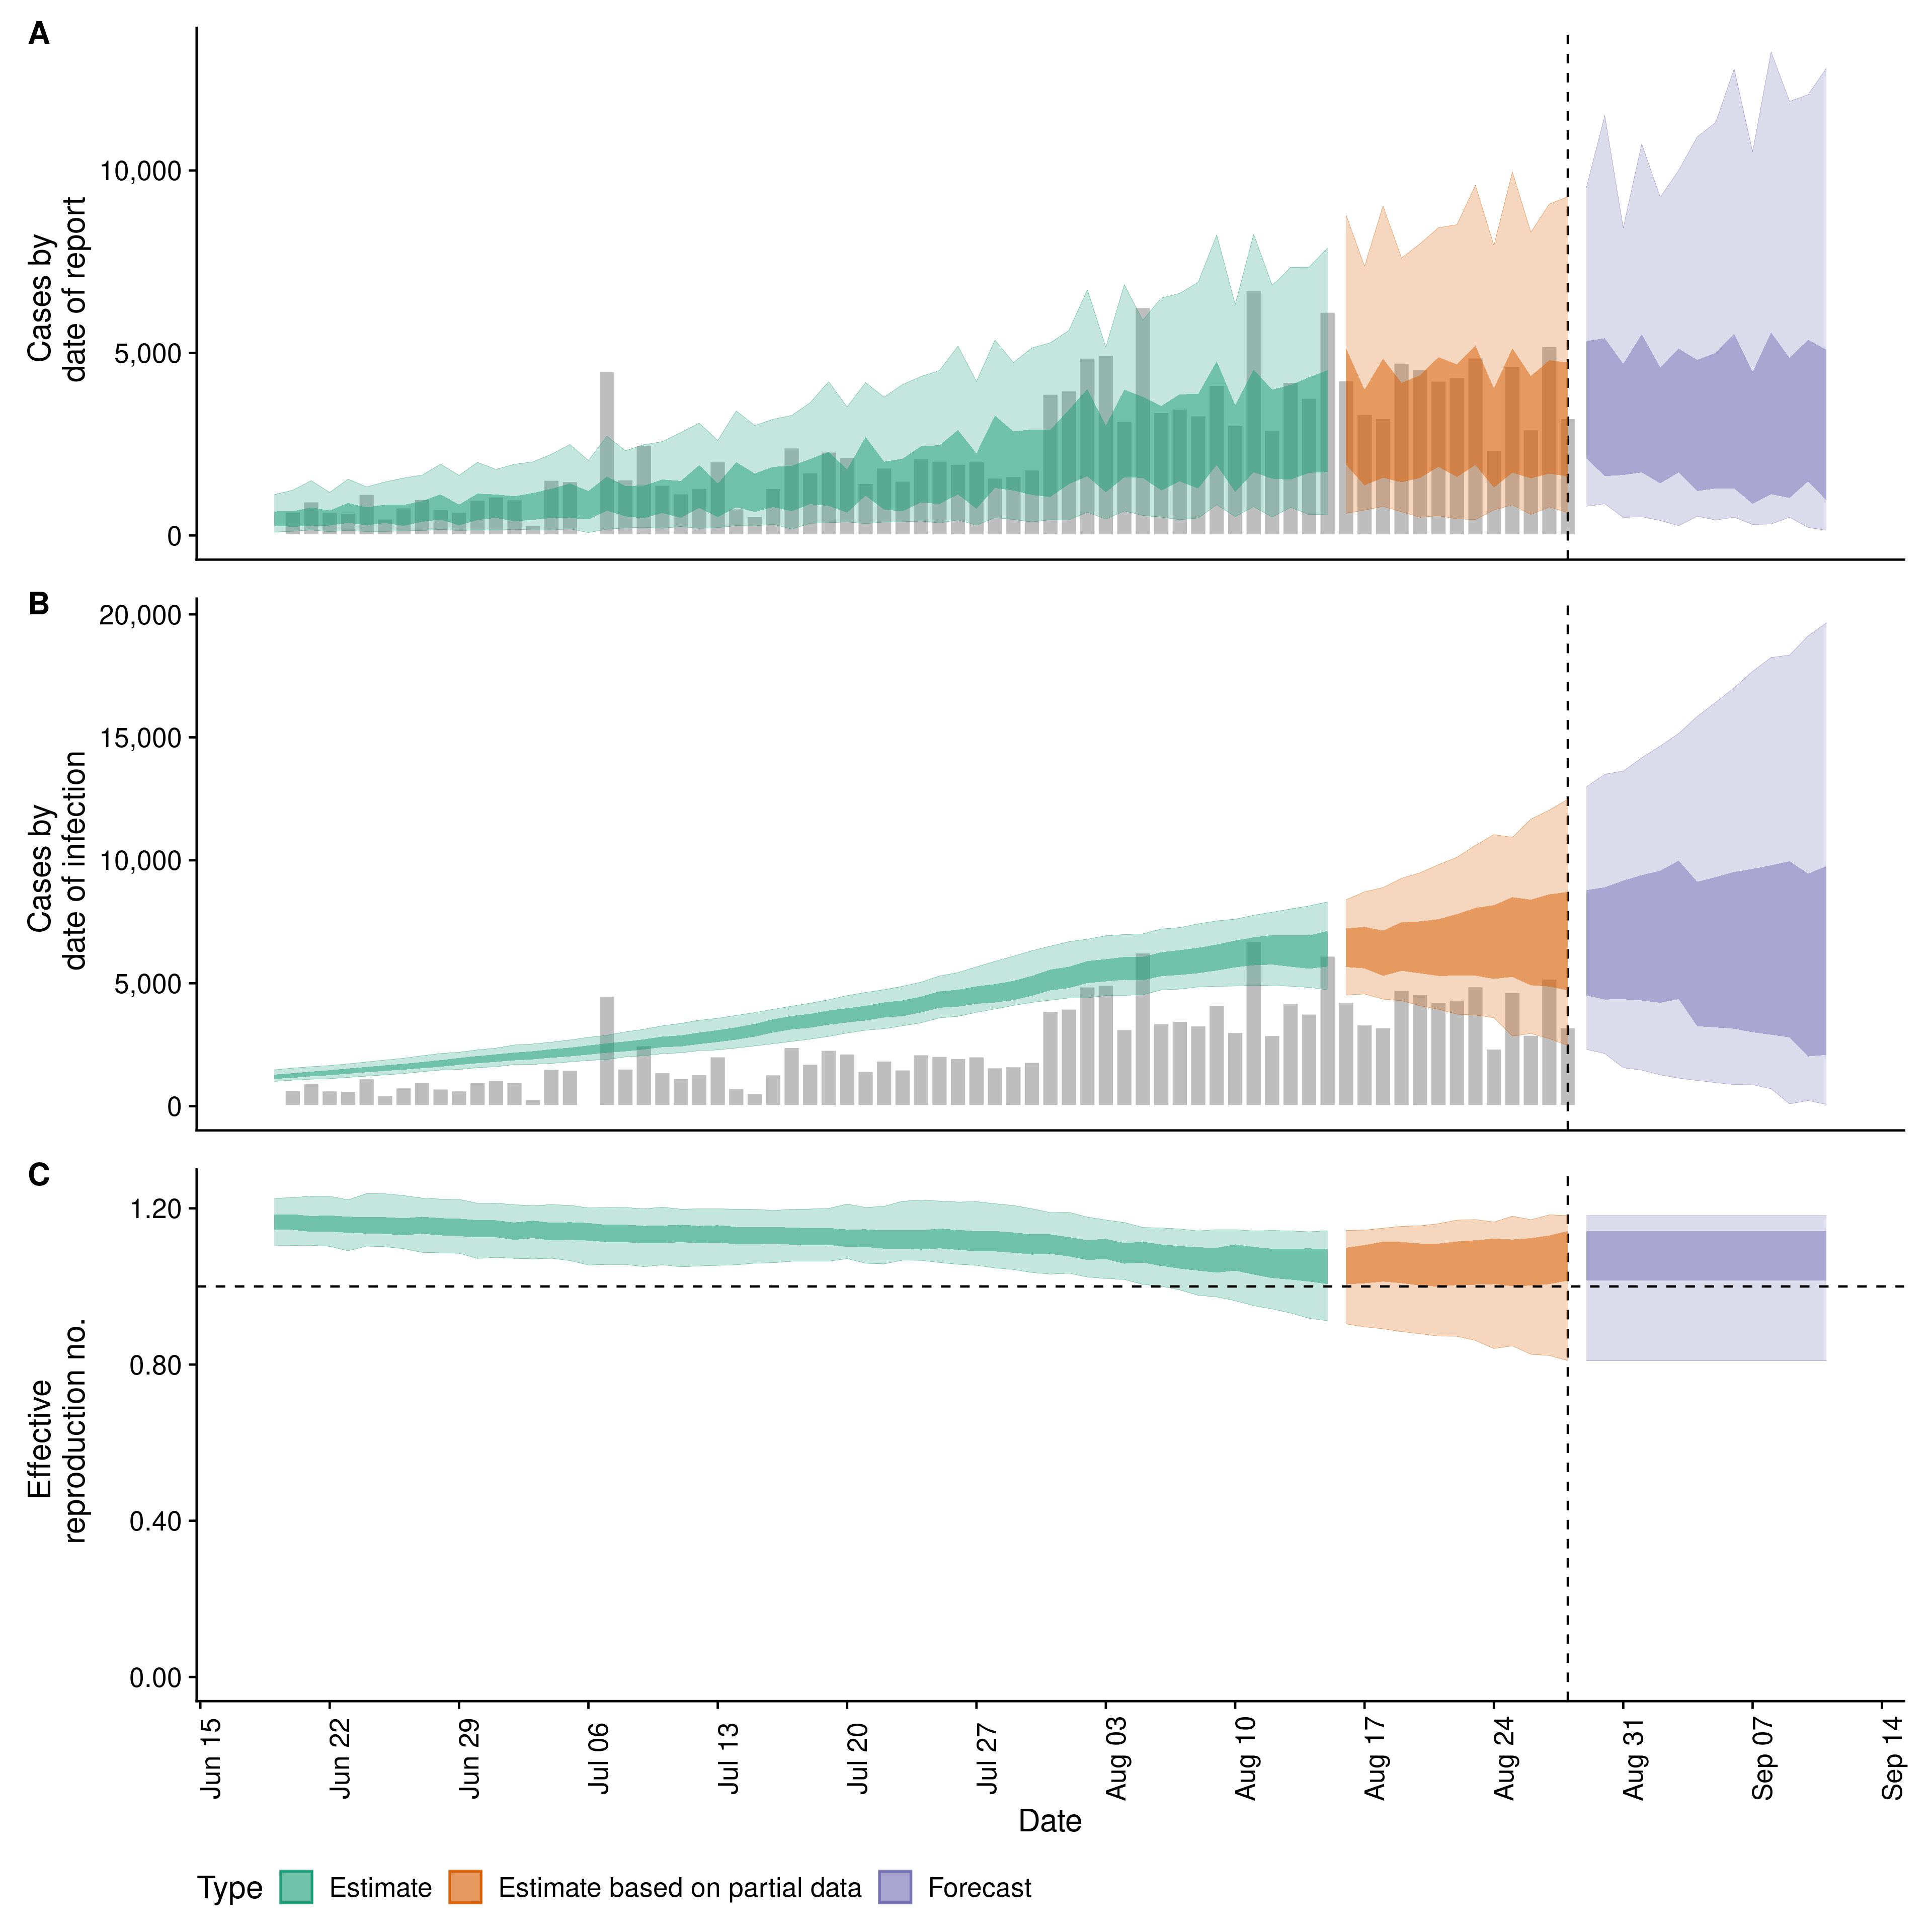 A
Cases by
date of report
10,000
5,000
0
B
Cases by
date of infection
20,000
15,000
10,000
5,000
0
C
Effective
reproduction no.
1.20
0.80
0.40
0.00
Jun 15
Jun 22
Jun 29
Jul 06
Jul 13
Jul 20
Jul 27
Aug 03
Aug 10
Aug 17
Aug 24
Aug 31
Sep 07
Sep 14
Date
Type Estimate Estimate based on partial data Forecast